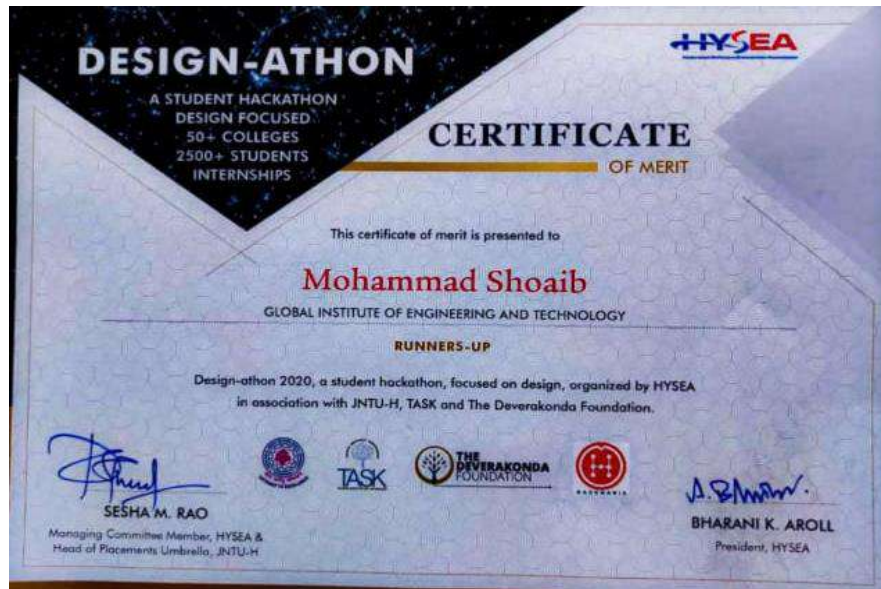 DESIGN-ATHON
A STUDENT HACKATHON
DESIGN FOCUSED
50+ COLLEGES
2500+ STUDENTS
INTERNSHIPS
HYSEA
CERTIFICATE
OF MERIT
This certificate of merit is presented to
Mohammad Shoaib
GLOBAL INSTITUTE OF ENGINEERING AND TECHNOLOGY
RUNNERS-UP
Design-athon 2020, a student hackathon, focused on design, organized by HYSEA
in association with JNTU-H, TASK and The Deverakonda Foundation.
TASK
THE
DEVERAKONDA
FOUNDATION
SESHA M. RAO
Managing Committee Member, HYSEA &
Head of Placements Umbrella, JNTU-H
BHARANI K. AROLL
President, HYSEA